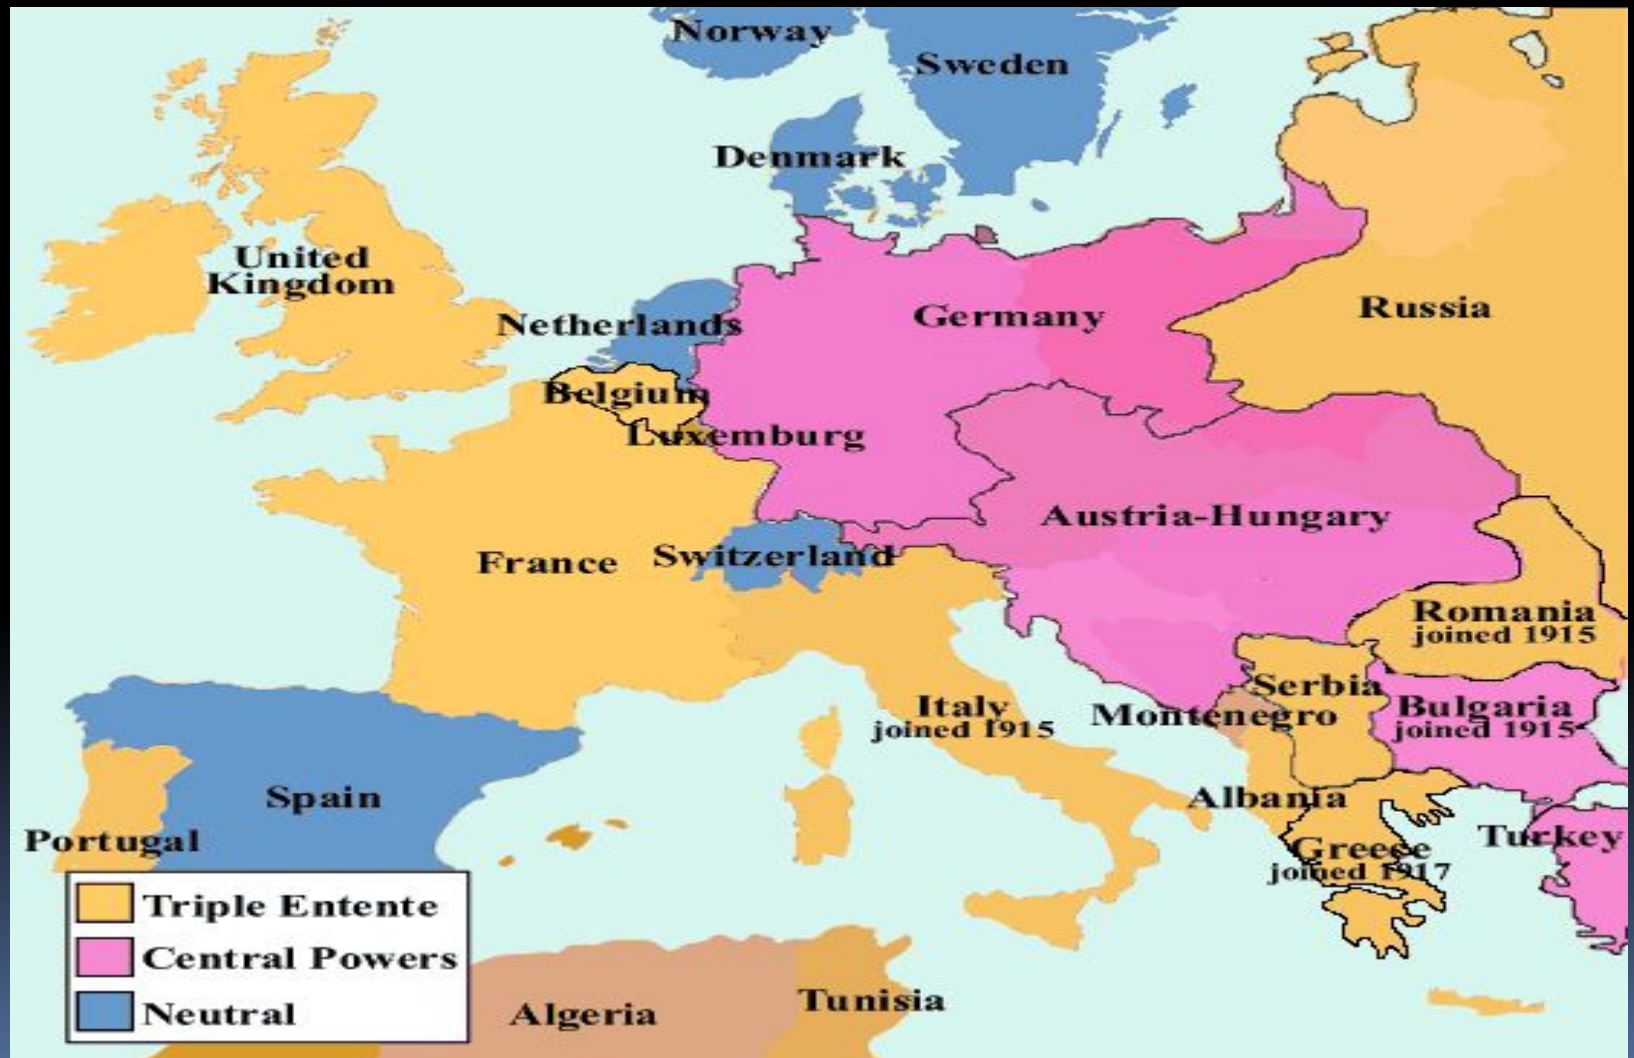 Norway
Sweden
Denmark
United
Kingdom
Netherlands
Germany
Russia
Belgium
Luxemburg
Austria-Hungary
France
Switzerland
Romania
joined 1915
Serbia
Italy
joined 1915
Montenegro
Bulgaria
joined 1915
Spain
Albania
Portugal
Turkey
Greece
joined 1917
Triple Entente
Central Powers
Neutral
Algeria
Tunisia